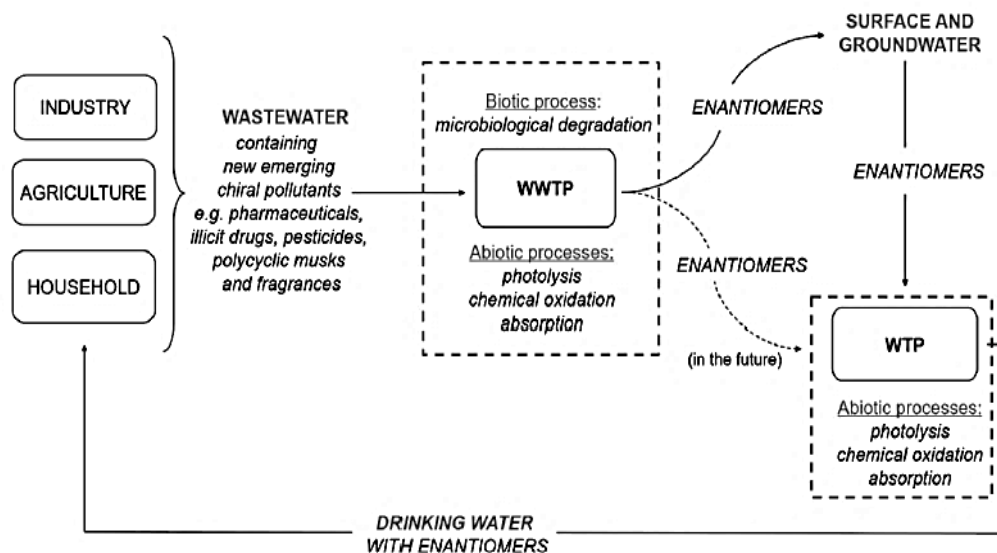 INDUSTRY
AGRICULTURE
HOUSEHOLD
WASTEWATER
containing
new emerging
chiral pollutants
e.g. pharmaceuticals,
illicit drugs, pesticides,
polycyclic musks
and fragrances
Biotic process:
microbiological degradation
WWTP
Abiotic processes:
photolysis
chemical oxidation
absorption
ENANTIOMERS
SURFACE AND
GROUNDWATER
ENANTIOMERS
ENANTIOMERS
(in the future)
WTP
Abiotic processes:
photolysis
chemical oxidation
absorption
DRINKING WATER
WITH ENANTIOMERS